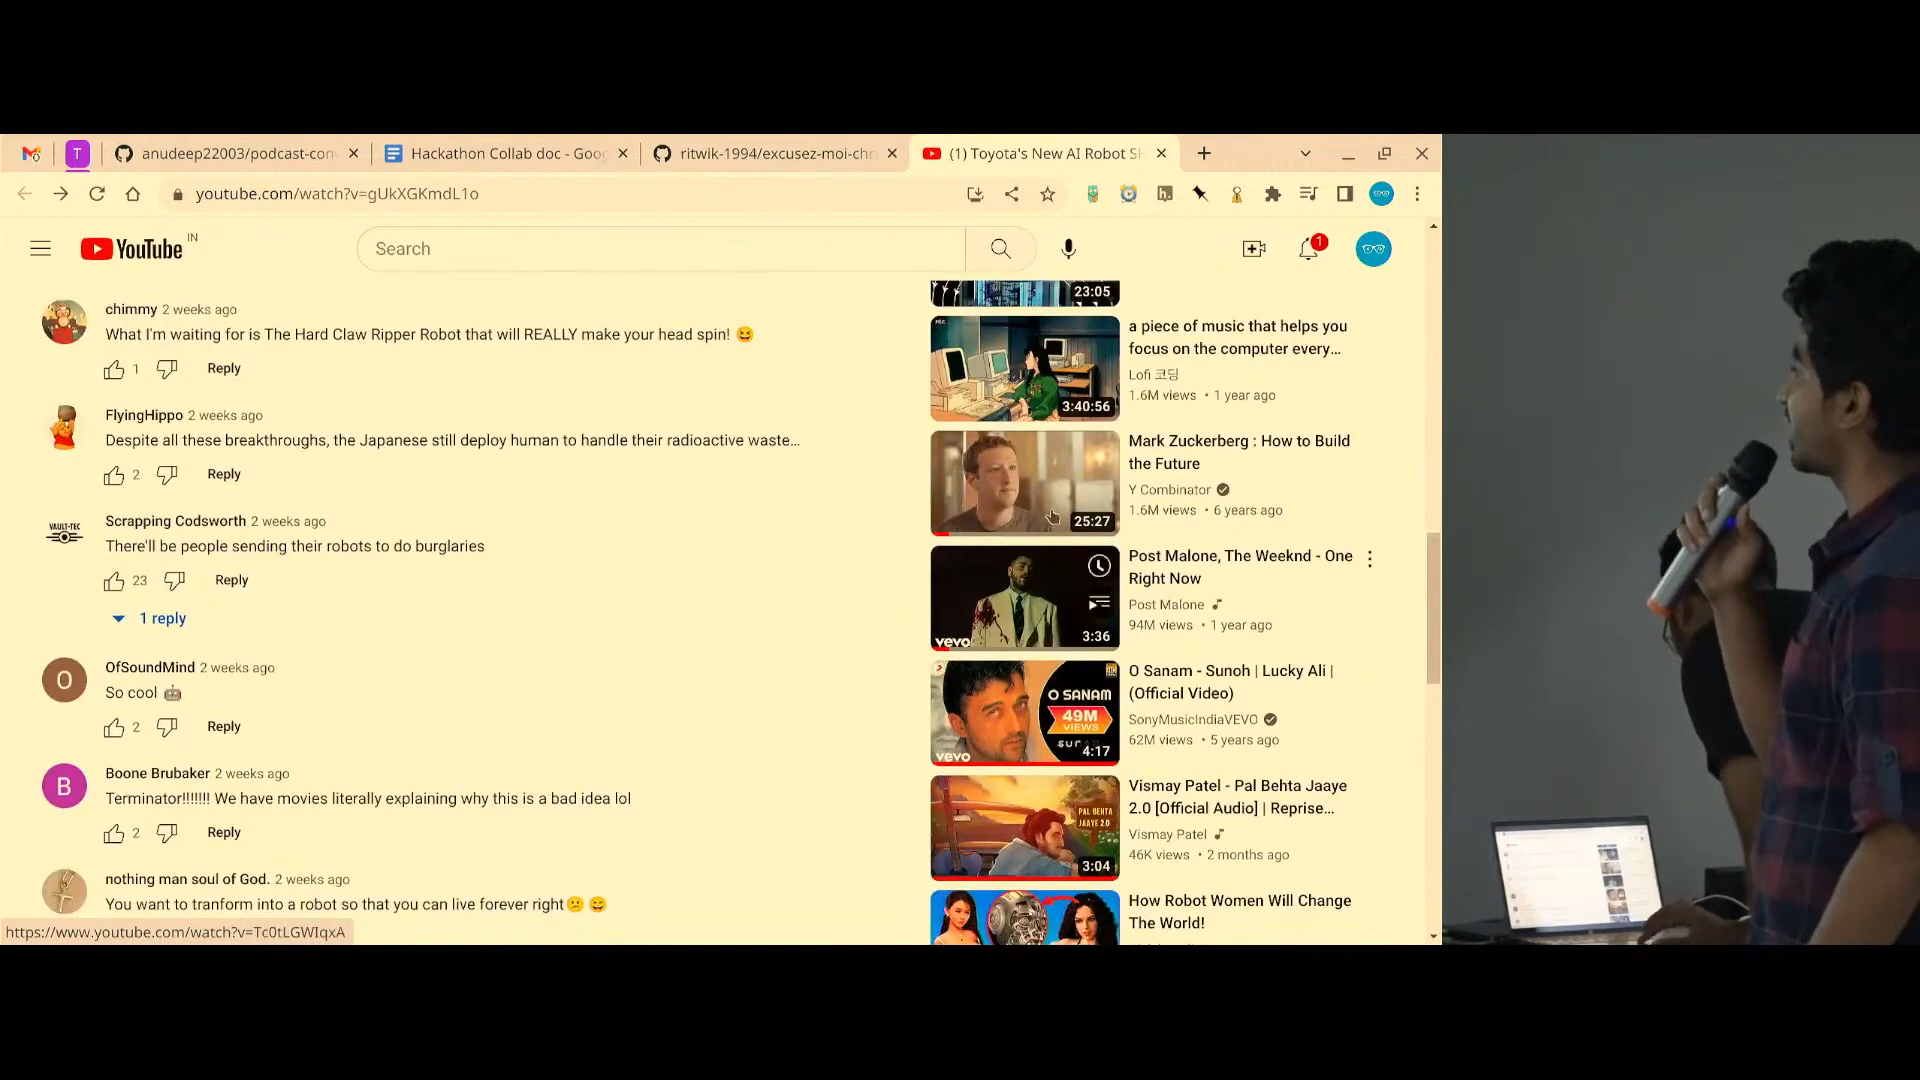 T
anudeep22003/podcast-con
Hackathon Collab doc - Goog
ritwik-1994/excusez-moi-chr
(1) Toyota's New AI Robot SH
youtube.com/watch?v=gUkXGKmdL1o
YouTube IN
Search
1
chimmy 2 weeks ago
What I'm waiting for is The Hard Claw Ripper Robot that will REALLY make your head spin! 😆
1 Reply
FlyingHippo 2 weeks ago
Despite all these breakthroughs, the Japanese still deploy human to handle their radioactive waste...
2 Reply
VAULT-TEC
Scrapping Codsworth 2 weeks ago
There'll be people sending their robots to do burglaries
23 Reply
1 reply
O
OfSoundMind 2 weeks ago
So cool 🤖
2 Reply
B
Boone Brubaker 2 weeks ago
Terminator!!!!!!! We have movies literally explaining why this is a bad idea lol
2 Reply
nothing man soul of God. 2 weeks ago
You want to tranform into a robot so that you can live forever right😕 😄
https://www.youtube.com/watch?v=Tc0tLGWIqxA
23:05
3:40:56
a piece of music that helps you
focus on the computer every...
Lofi 코딩
1.6M views • 1 year ago
25:27
Mark Zuckerberg : How to Build
the Future
Y Combinator
1.6M views • 6 years ago
vevo
3:36
Post Malone, The Weeknd - One
Right Now
Post Malone
94M views • 1 year ago
O SANAM
49M
VIEWS
vevo
4:17
O Sanam - Sunoh | Lucky Ali |
(Official Video)
SonyMusicIndiaVEVO
62M views • 5 years ago
PAL BEHTA
JAAYE 2.0
3:04
Vismay Patel - Pal Behta Jaaye
2.0 [Official Audio] | Reprise...
Vismay Patel
46K views • 2 months ago
How Robot Women Will Change
The World!